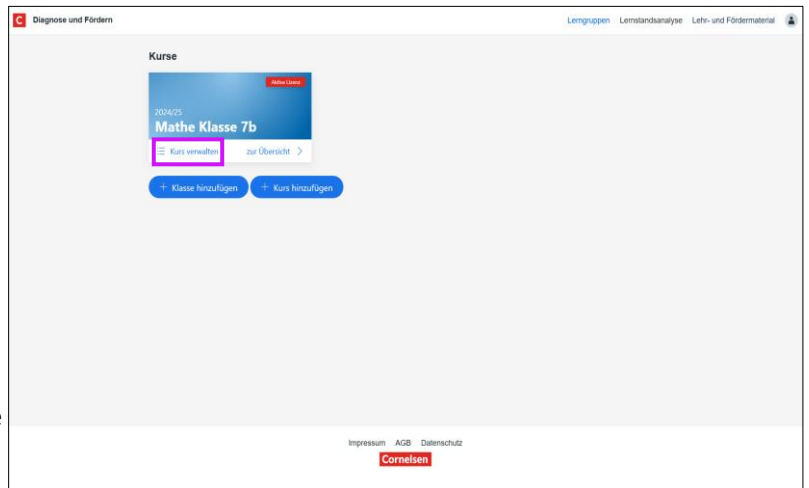 C Diagnose und Fördern Lerngruppen Lernstandsanalyse Lehr- und Fördermaterial
Kurse
Aktive Lizenz
2024/25
Mathe Klasse 7b
Kurs verwalten zur Übersicht
+ Klasse hinzufügen + Kurs hinzufügen
e
Impressum AGB Datenschutz
Cornelsen